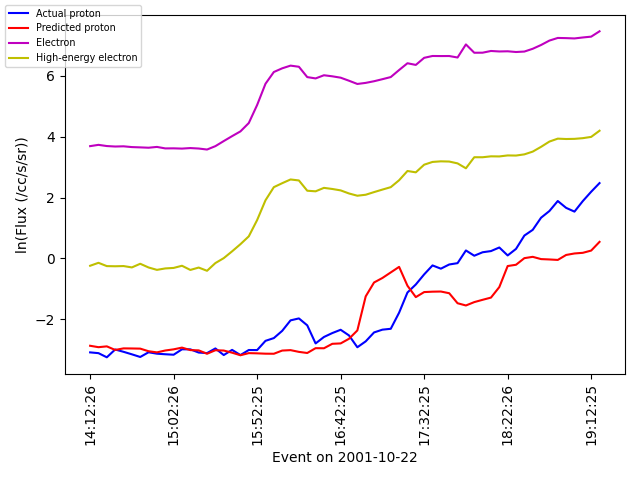 Actual proton
Predicted proton
Electron
High-energy electron
ln(Flux (/cc/s/sr))
6
4
2
0
−2
14:12:26
15:02:26
15:52:25
16:42:25
17:32:25
18:22:26
19:12:25
Event on 2001-10-22